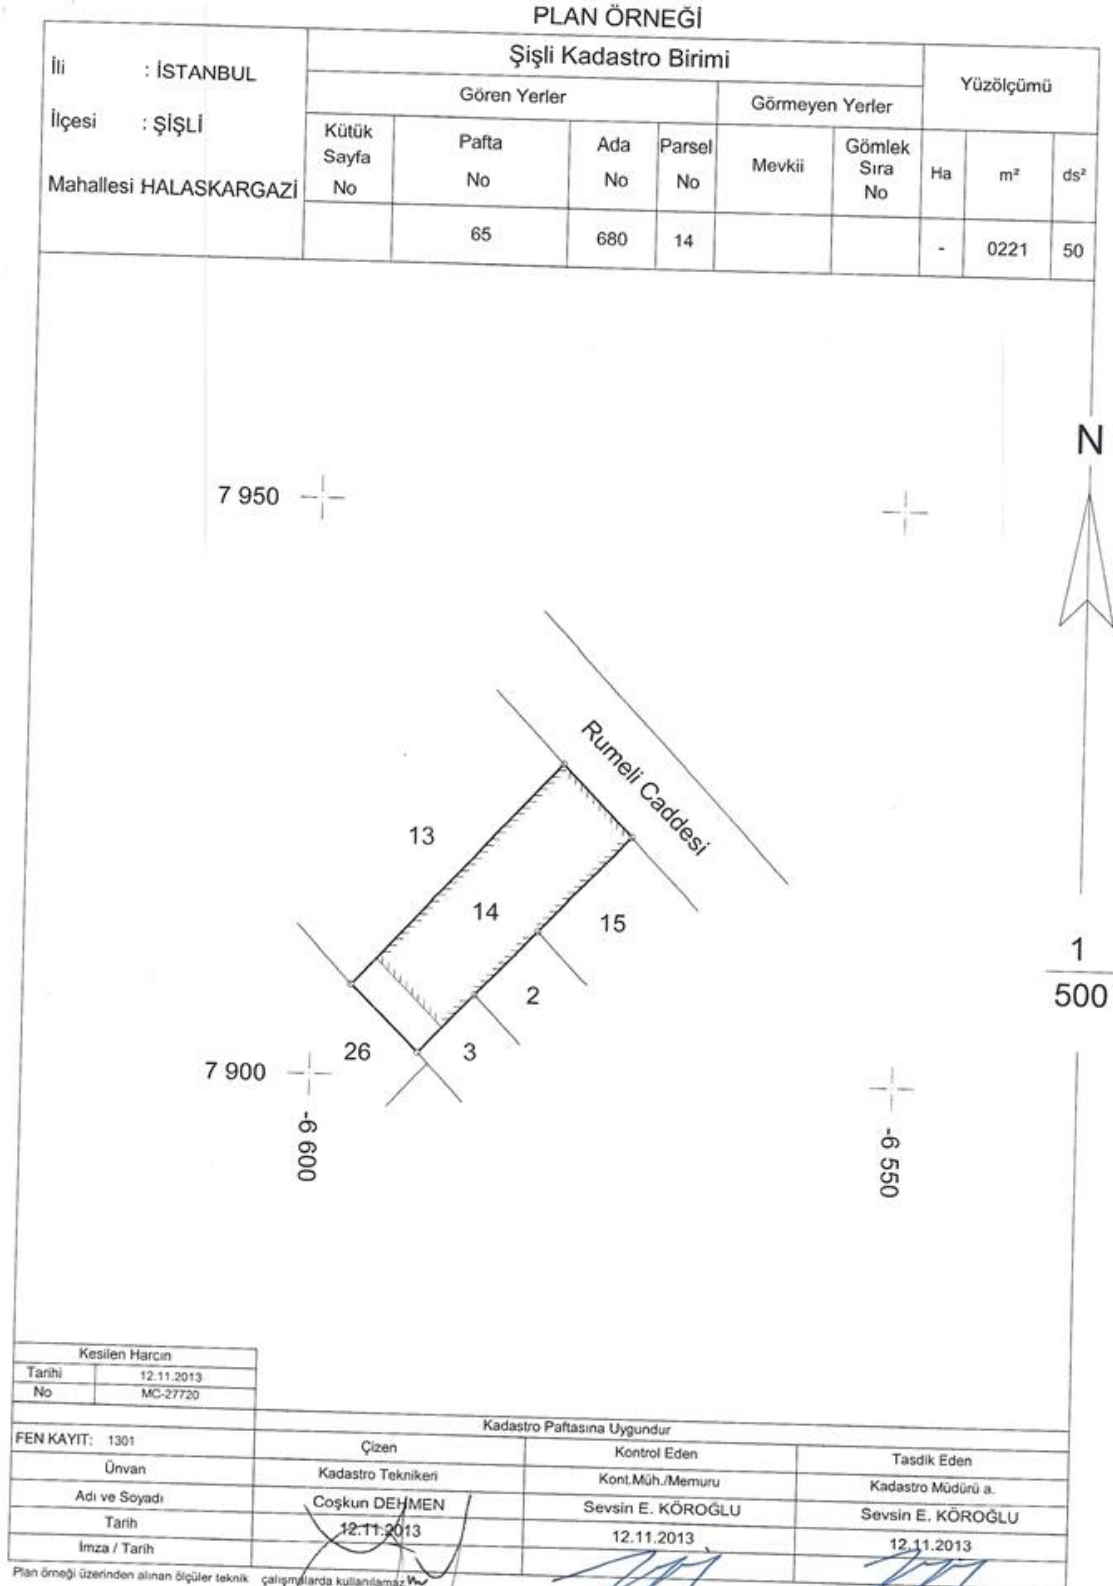 PLAN ÖRNEĞİ
İli : İSTANBUL
İlçesi : ŞİŞLİ
Mahallesi : HALASKARGAZİ
Şişli Kadastro Birimi
Yüzölçümü
Gören Yerler
Görmeyen Yerler
Kütük Sayfa No
Pafta No
Ada No
Parsel No
Mevkii
Gömlek Sıra No
Ha
m²
ds²
65
680
14
-
0221
50
N
7 950
Rumeli Caddesi
13
14
15
2
3
26
1
500
7 900
-6 600
-6 550
Kesilen Harcın
Tarihi 12.11.2013
No MC-27720
Kadastro Paftasına Uygundur
FEN KAYIT: 1301
Çizen
Kontrol Eden
Tasdik Eden
Ünvan
Kadastro Teknikeri
Kont.Müh./Memuru
Kadastro Müdürü a.
Adı ve Soyadı
Coşkun DEHMEN
Sevsin E. KÖROĞLU
Sevsin E. KÖROĞLU
Tarih
12.11.2013
12.11.2013
12.11.2013
İmza / Tarih
Plan örneği üzerinden alınan ölçüler teknik çalışmalarda kullanılamaz